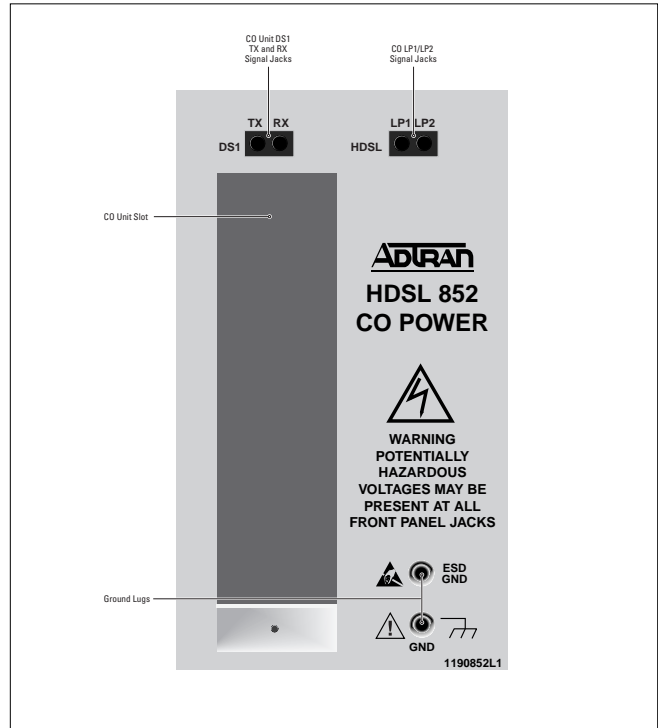 CO Unit DS1
TX and RX
Signal Jacks
CO LP1/LP2
Signal Jacks
TX RX
DS1
LP1 LP2
HDSL
CO Unit Slot
ADTRAN
HDSL 852
CO POWER
WARNING
POTENTIALLY
HAZARDOUS
VOLTAGES MAY BE
PRESENT AT ALL
FRONT PANEL JACKS
ESD
GND
Ground Lugs
GND
1190852L1